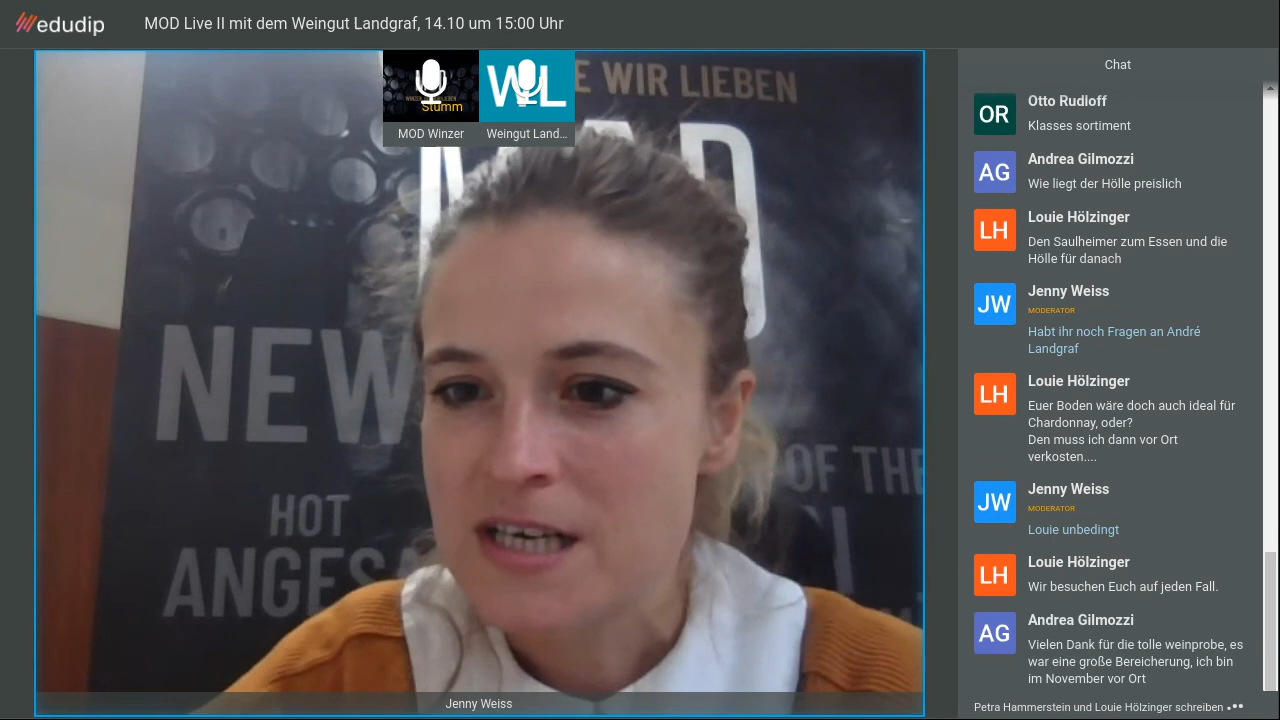 edudip
MOD Live II mit dem Weingut Landgraf, 14.10 um 15:00 Uhr
Stumm
MOD Winzer
WL
Weingut Land...
E WIR LIEBEN
NEW
HOT
ANGES
OF THE
Jenny Weiss
Chat
OR
Otto Rudloff
Klasses sortiment
AG
Andrea Gilmozzi
Wie liegt der Hölle preislich
LH
Louie Hölzinger
Den Saulheimer zum Essen und die
Hölle für danach
JW
Jenny Weiss
MODERATOR
Habt ihr noch Fragen an André
Landgraf
LH
Louie Hölzinger
Euer Boden wäre doch auch ideal für
Chardonnay, oder?
Den muss ich dann vor Ort
verkosten....
JW
Jenny Weiss
MODERATOR
Louie unbedingt
LH
Louie Hölzinger
Wir besuchen Euch auf jeden Fall.
AG
Andrea Gilmozzi
Vielen Dank für die tolle weinprobe, es
war eine große Bereicherung, ich bin
im November vor Ort
Petra Hammerstein und Louie Hölzinger schreiben